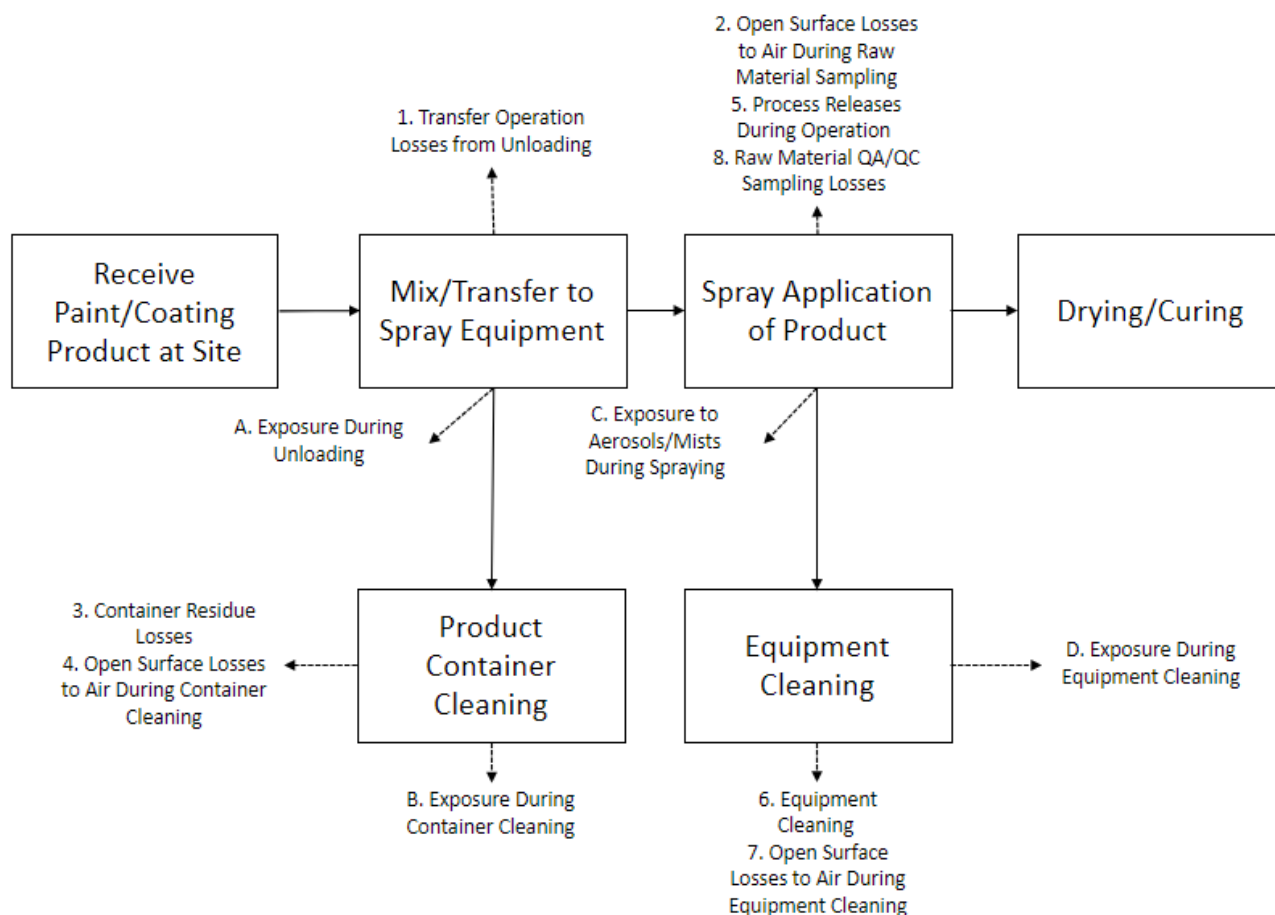 2. Open Surface Losses
to Air During Raw
Material Sampling
5. Process Releases
During Operation
8. Raw Material QA/QC
Sampling Losses
1. Transfer Operation
Losses from Unloading
Receive
Paint/Coating
Product at Site
Mix/Transfer to
Spray Equipment
Spray Application
of Product
Drying/Curing
A. Exposure During
Unloading
C. Exposure to
Aerosols/Mists
During Spraying
3. Container Residue
Losses
4. Open Surface Losses
to Air During Container
Cleaning
Product
Container
Cleaning
Equipment
Cleaning
D. Exposure During
Equipment Cleaning
B. Exposure During
Container Cleaning
6. Equipment
Cleaning
7. Open Surface
Losses to Air During
Equipment Cleaning